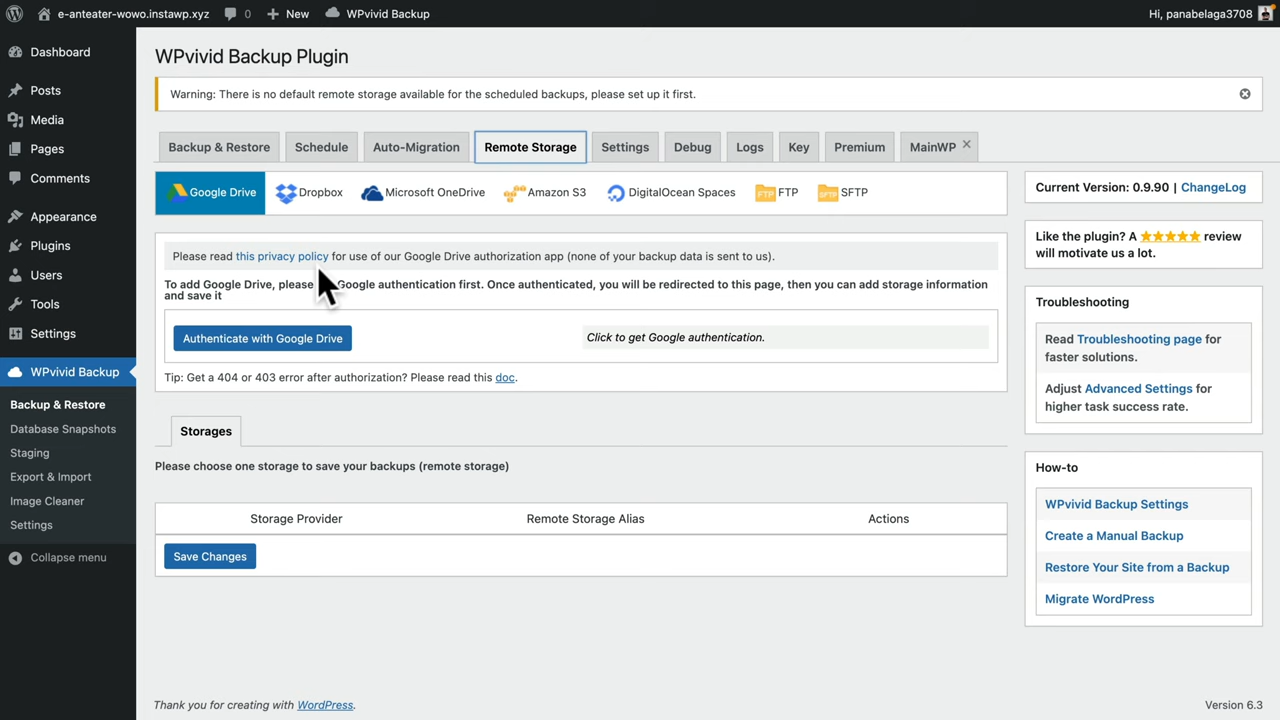 e-anteater-wowo.instawp.xyz
0
New
WPvivid Backup
Hi, panabelaga3708
Dashboard
Posts
Media
Pages
Comments
Appearance
Plugins
Users
Tools
Settings
WPvivid Backup
Backup & Restore
Database Snapshots
Staging
Export & Import
Image Cleaner
Settings
Collapse menu
WPvivid Backup Plugin
Warning: There is no default remote storage available for the scheduled backups, please set up it first.
Backup & Restore
Schedule
Auto-Migration
Remote Storage
Settings
Debug
Logs
Key
Premium
MainWP
Google Drive
Dropbox
Microsoft OneDrive
Amazon S3
DigitalOcean Spaces
FTP
SFTP
Please read this privacy policy for use of our Google Drive authorization app (none of your backup data is sent to us).
To add Google Drive, please Google authentication first. Once authenticated, you will be redirected to this page, then you can add storage information
and save it
Authenticate with Google Drive
Click to get Google authentication.
Tip: Get a 404 or 403 error after authorization? Please read this doc.
Storages
Please choose one storage to save your backups (remote storage)
Storage Provider
Remote Storage Alias
Actions
Save Changes
Current Version: 0.9.90 | ChangeLog
Like the plugin? A ★★★★★ review
will motivate us a lot.
Troubleshooting
Read Troubleshooting page for
faster solutions.
Adjust Advanced Settings for
higher task success rate.
How-to
WPvivid Backup Settings
Create a Manual Backup
Restore Your Site from a Backup
Migrate WordPress
Thank you for creating with WordPress.
Version 6.3